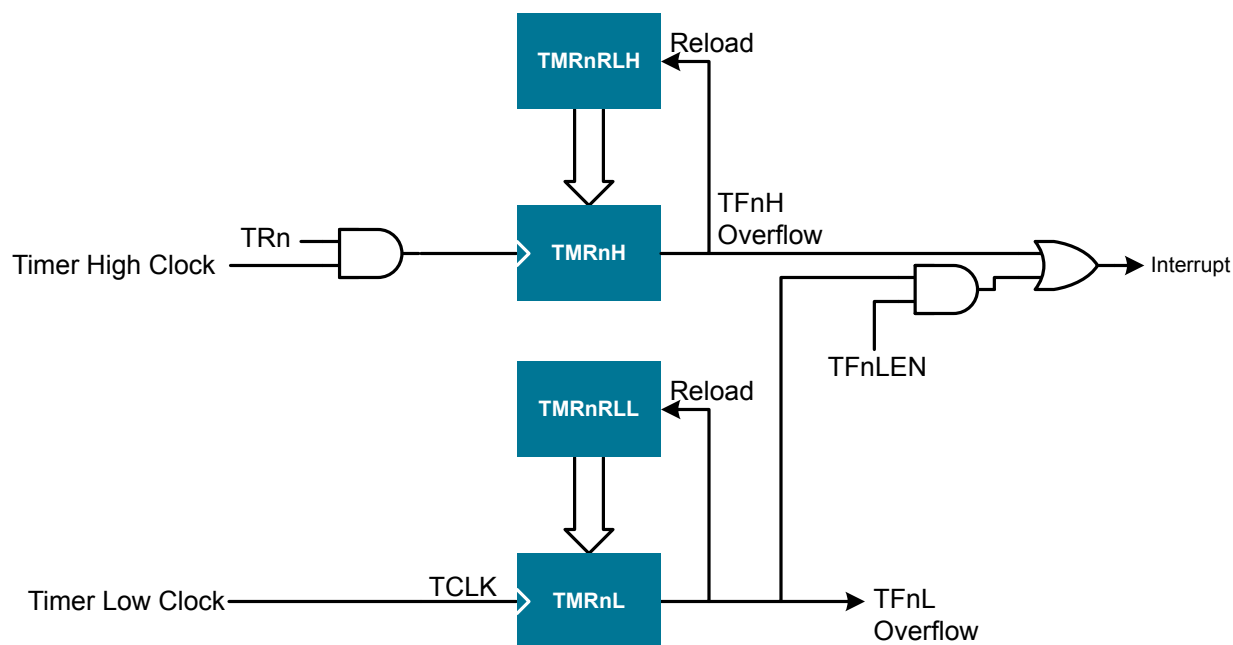 TMRnRLH
Reload
TRn
Timer High Clock
TMRnH
TFnH
Overflow
Interrupt
TFnLEN
TMRnRLL
Reload
Timer Low Clock
TCLK
TMRnL
TFnL
Overflow